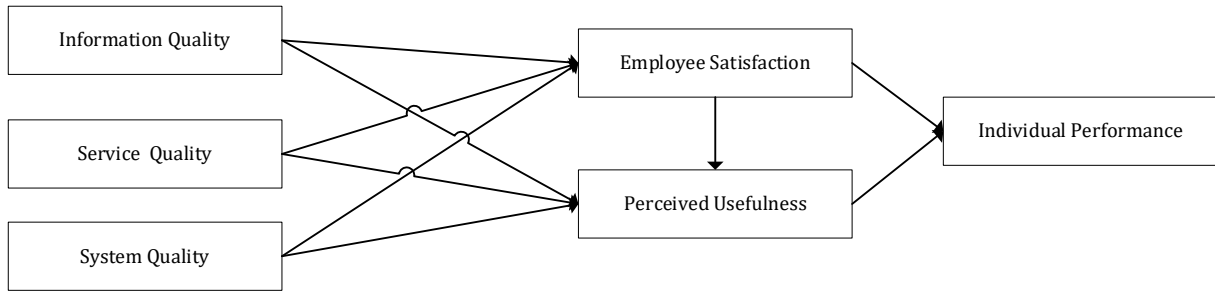 Information Quality
Employee Satisfaction
Individual Performance
Service Quality
Perceived Usefulness
System Quality